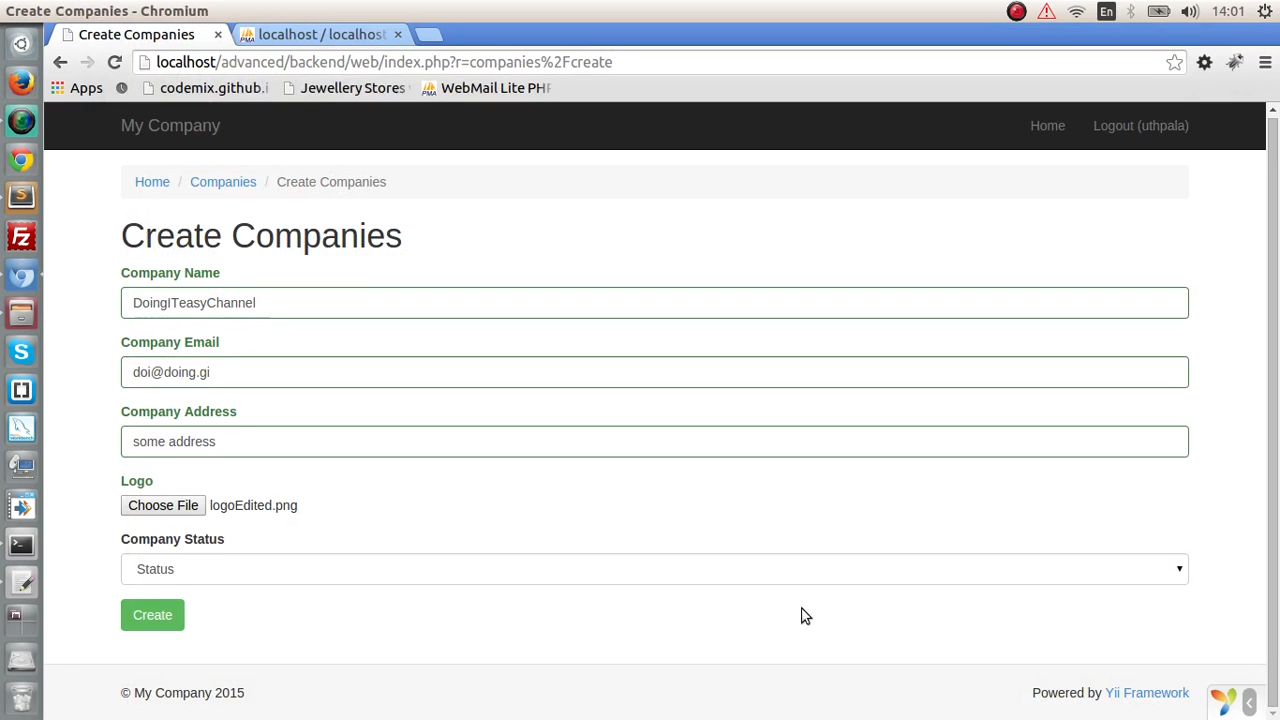 Create Companies - Chromium
En
14:01
Create Companies × localhost / localhost ×
localhost/advanced/backend/web/index.php?r=companies%2Fcreate
Apps codemix.github.i Jewellery Stores WebMail Lite PHP
My Company Home Logout (uthpala)
Home / Companies / Create Companies
Create Companies
Company Name
DoingITeasyChannel
Company Email
doi@doing.gi
Company Address
some address
Logo
Choose File logoEdited.png
Company Status
Status
Create
© My Company 2015 Powered by Yii Framework